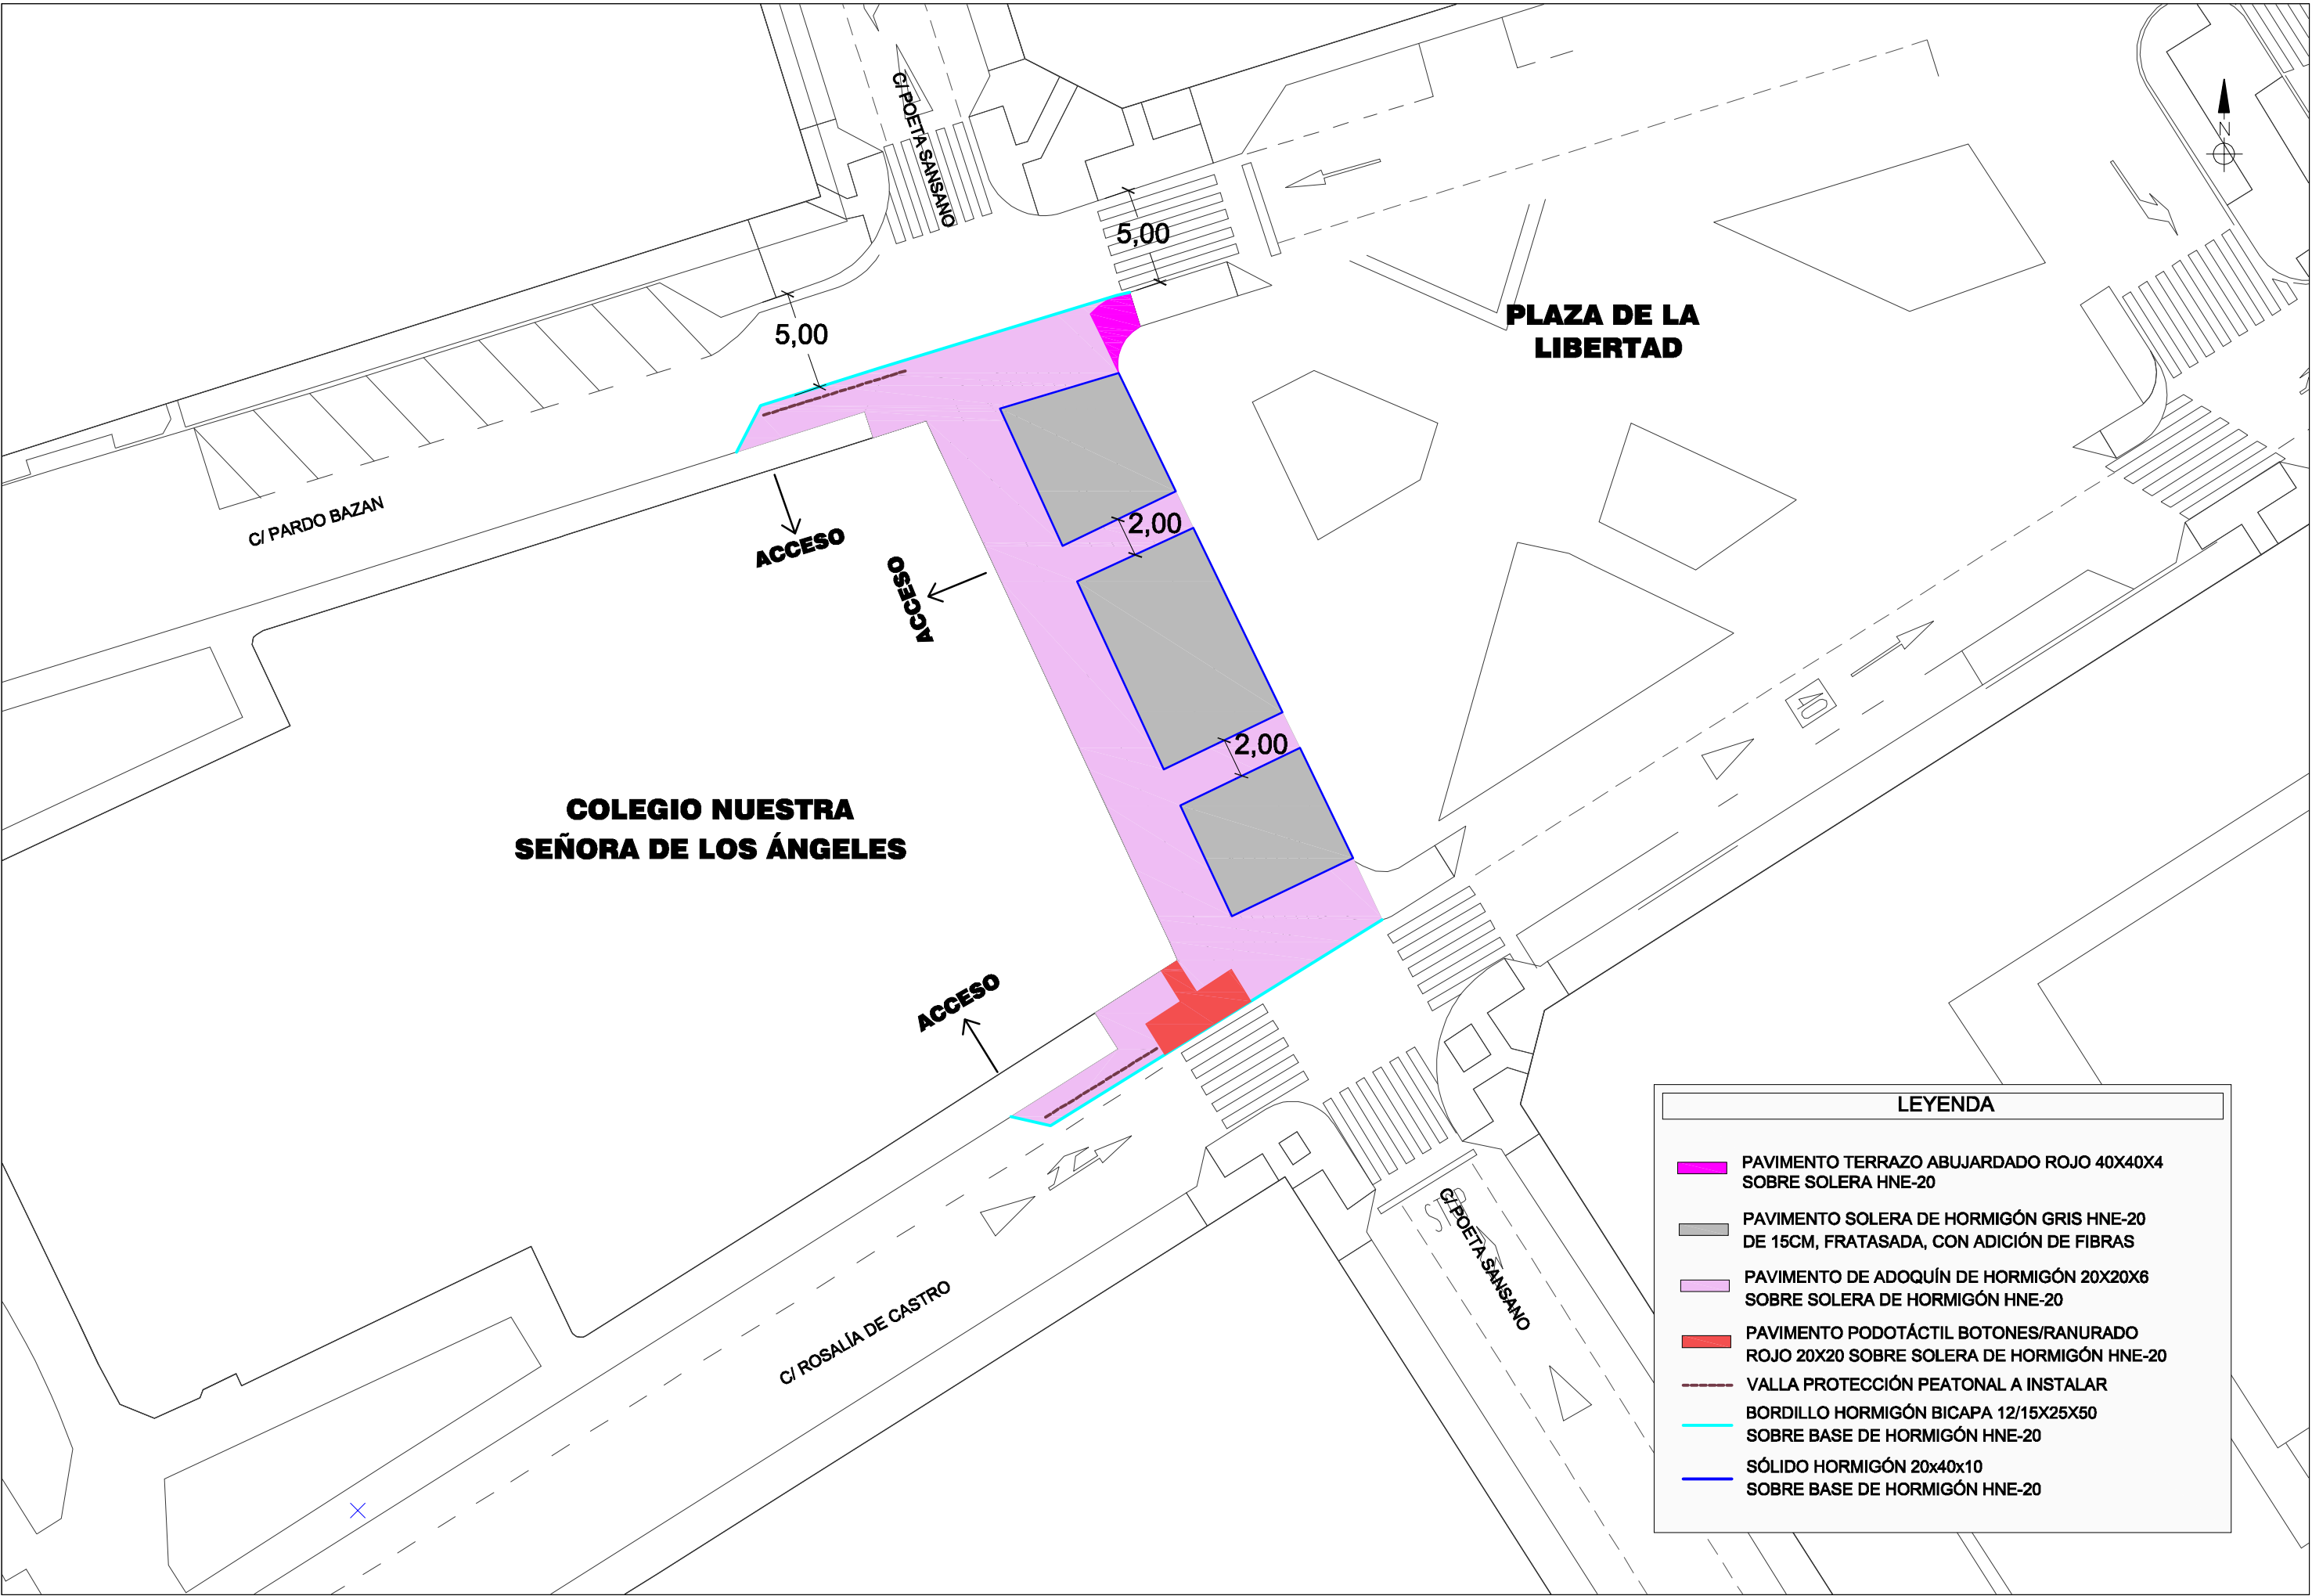 C/ POETA SANSANO
N
5,00
5,00
PLAZA DE LA
LIBERTAD
C/ PARDO BAZAN
ACCESO
2,00
ACCESO
2,00
COLEGIO NUESTRA
SEÑORA DE LOS ÁNGELES
ACCESO
C/ ROSALÍA DE CASTRO
C/ POETA SANSANO
LEYENDA
PAVIMENTO TERRAZO ABUJARDADO ROJO 40X40X4
SOBRE SOLERA HNE-20
PAVIMENTO SOLERA DE HORMIGÓN GRIS HNE-20
DE 15CM, FRATASADA, CON ADICIÓN DE FIBRAS
PAVIMENTO DE ADOQUÍN DE HORMIGÓN 20X20X6
SOBRE SOLERA DE HORMIGÓN HNE-20
PAVIMENTO PODOTÁCTIL BOTONES/RANURADO
ROJO 20X20 SOBRE SOLERA DE HORMIGÓN HNE-20
VALLA PROTECCIÓN PEATONAL A INSTALAR
BORDILLO HORMIGÓN BICAPA 12/15X25X50
SOBRE BASE DE HORMIGÓN HNE-20
SÓLIDO HORMIGÓN 20x40x10
SOBRE BASE DE HORMIGÓN HNE-20